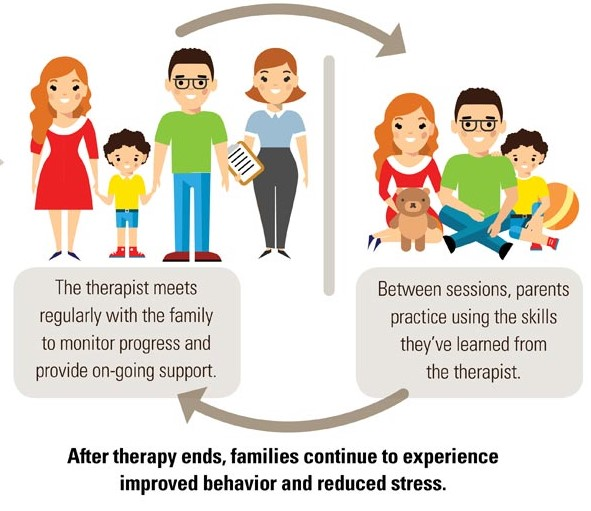 The therapist meets
regularly with the family
to monitor progress and
provide on-going support.
Between sessions, parents
practice using the skills
they’ve learned from
the therapist.
After therapy ends, families continue to experience
improved behavior and reduced stress.